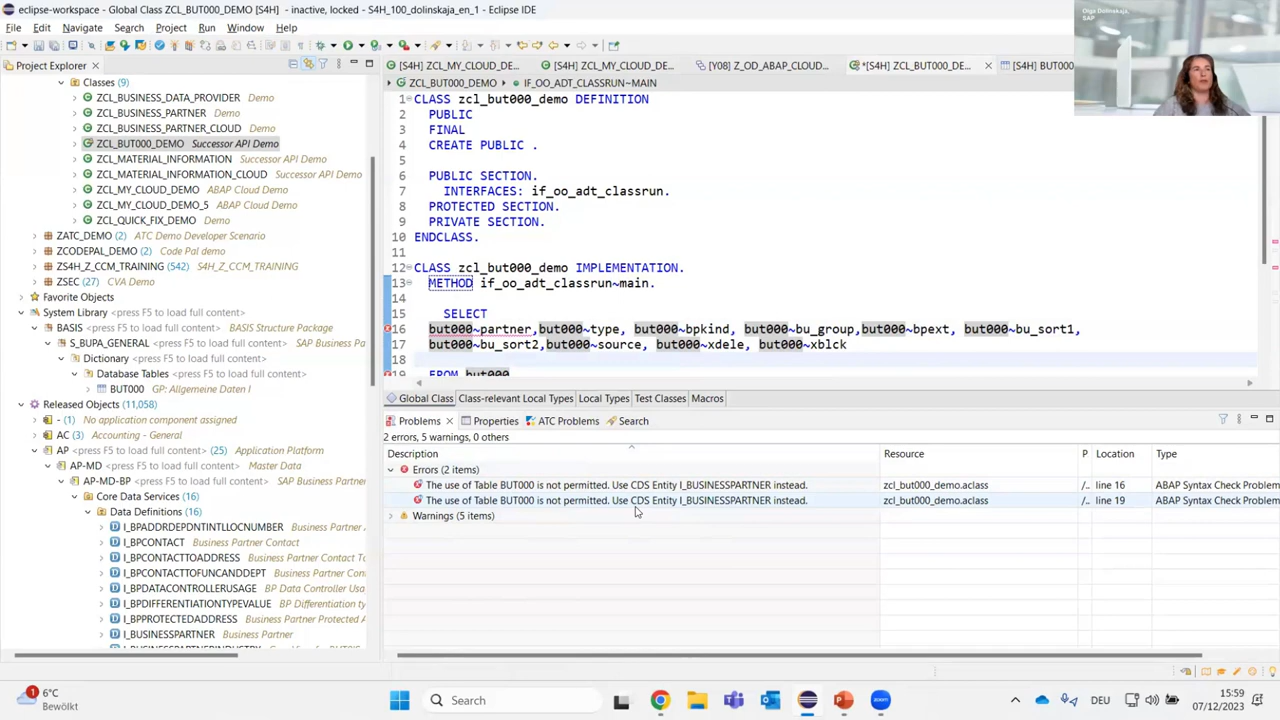 eclipse-workspace - Global Class ZCL_BUT000_DEMO [S4H] - inactive, locked - S4H_100_dolinskaja_en_1 - Eclipse IDE
File Edit Navigate Search Project Run Window Help
Olga Dolinskaja,
SAP
Project Explorer
[S4H] ZCL_MY_CLOUD_DE... [S4H] ZCL_MY_CLOUD_DE... [Y08] Z_OD_ABAP_CLOUD... *[S4H] ZCL_BUT000_DE... [S4H] BUT00
ZCL_BUT000_DEMO IF_OO_ADT_CLASSRUN~MAIN
Classes (9)
ZCL_BUSINESS_DATA_PROVIDER Demo
ZCL_BUSINESS_PARTNER Demo
ZCL_BUSINESS_PARTNER_CLOUD Demo
ZCL_BUT000_DEMO Successor API Demo
ZCL_MATERIAL_INFORMATION Successor API Demo
ZCL_MATERIAL_INFORMATION_CLOUD Successor API Demo
ZCL_MY_CLOUD_DEMO ABAP Cloud Demo
ZCL_MY_CLOUD_DEMO_5 ABAP Cloud Demo
ZCL_QUICK_FIX_DEMO Demo
ZATC_DEMO (2) ATC Demo Developer Scenario
ZCODEPAL_DEMO (2) Code Pal demo
ZS4H_Z_CCM_TRAINING (542) S4H_Z_CCM_TRAINING
ZSEC (27) CVA Demo
Favorite Objects
System Library <press F5 to load full content>
BASIS <press F5 to load full content> BASIS Structure Package
S_BUPA_GENERAL <press F5 to load full content> SAP Business Par
Dictionary <press F5 to load full content>
Database Tables <press F5 to load full content>
BUT000 GP: Allgemeine Daten I
Released Objects (11,058)
- (1) No application component assigned
AC (3) Accounting - General
AP <press F5 to load full content> (25) Application Platform
AP-MD <press F5 to load full content> Master Data
AP-MD-BP <press F5 to load full content> SAP Business Partner
Core Data Services (16)
Data Definitions (16)
I_BPADDRDEPDNTINTLOCNUMBER Business Partner A
I_BPCONTACT Business Partner Contact
I_BPCONTACTTOADDRESS Business Partner Contact To
I_BPCONTACTTOFUNCANDDEPT Business Partner Con
I_BPDATACONTROLLERUSAGE BP Data Controller Usag
I_BPDIFFERENTIATIONTYPEVALUE BP Differentiation ty
I_BPPROTECTEDADDRESS Business Partner Protected A
I_BUSINESSPARTNER Business Partner
1 CLASS zcl_but000_demo DEFINITION
2 PUBLIC
3 FINAL
4 CREATE PUBLIC .
5
6 PUBLIC SECTION.
7 INTERFACES: if_oo_adt_classrun.
8 PROTECTED SECTION.
9 PRIVATE SECTION.
10 ENDCLASS.
11
12 CLASS zcl_but000_demo IMPLEMENTATION.
13 METHOD if_oo_adt_classrun~main.
14
15 SELECT
16 but000~partner,but000~type, but000~bpkind, but000~bu_group,but000~bpext, but000~bu_sort1,
17 but000~bu_sort2,but000~source, but000~xdele, but000~xblck
18
19 FROM but000
Global Class Class-relevant Local Types Local Types Test Classes Macros
Problems Properties ATC Problems Search
2 errors, 5 warnings, 0 others
Description Resource P Location Type
Errors (2 items)
The use of Table BUT000 is not permitted. Use CDS Entity I_BUSINESSPARTNER instead. zcl_but000_demo.aclass /.. line 16 ABAP Syntax Check Problem
The use of Table BUT000 is not permitted. Use CDS Entity I_BUSINESSPARTNER instead. zcl_but000_demo.aclass /.. line 19 ABAP Syntax Check Problem
Warnings (5 items)
1
6°C
Bewölkt
Search
DEU
15:59
07/12/2023